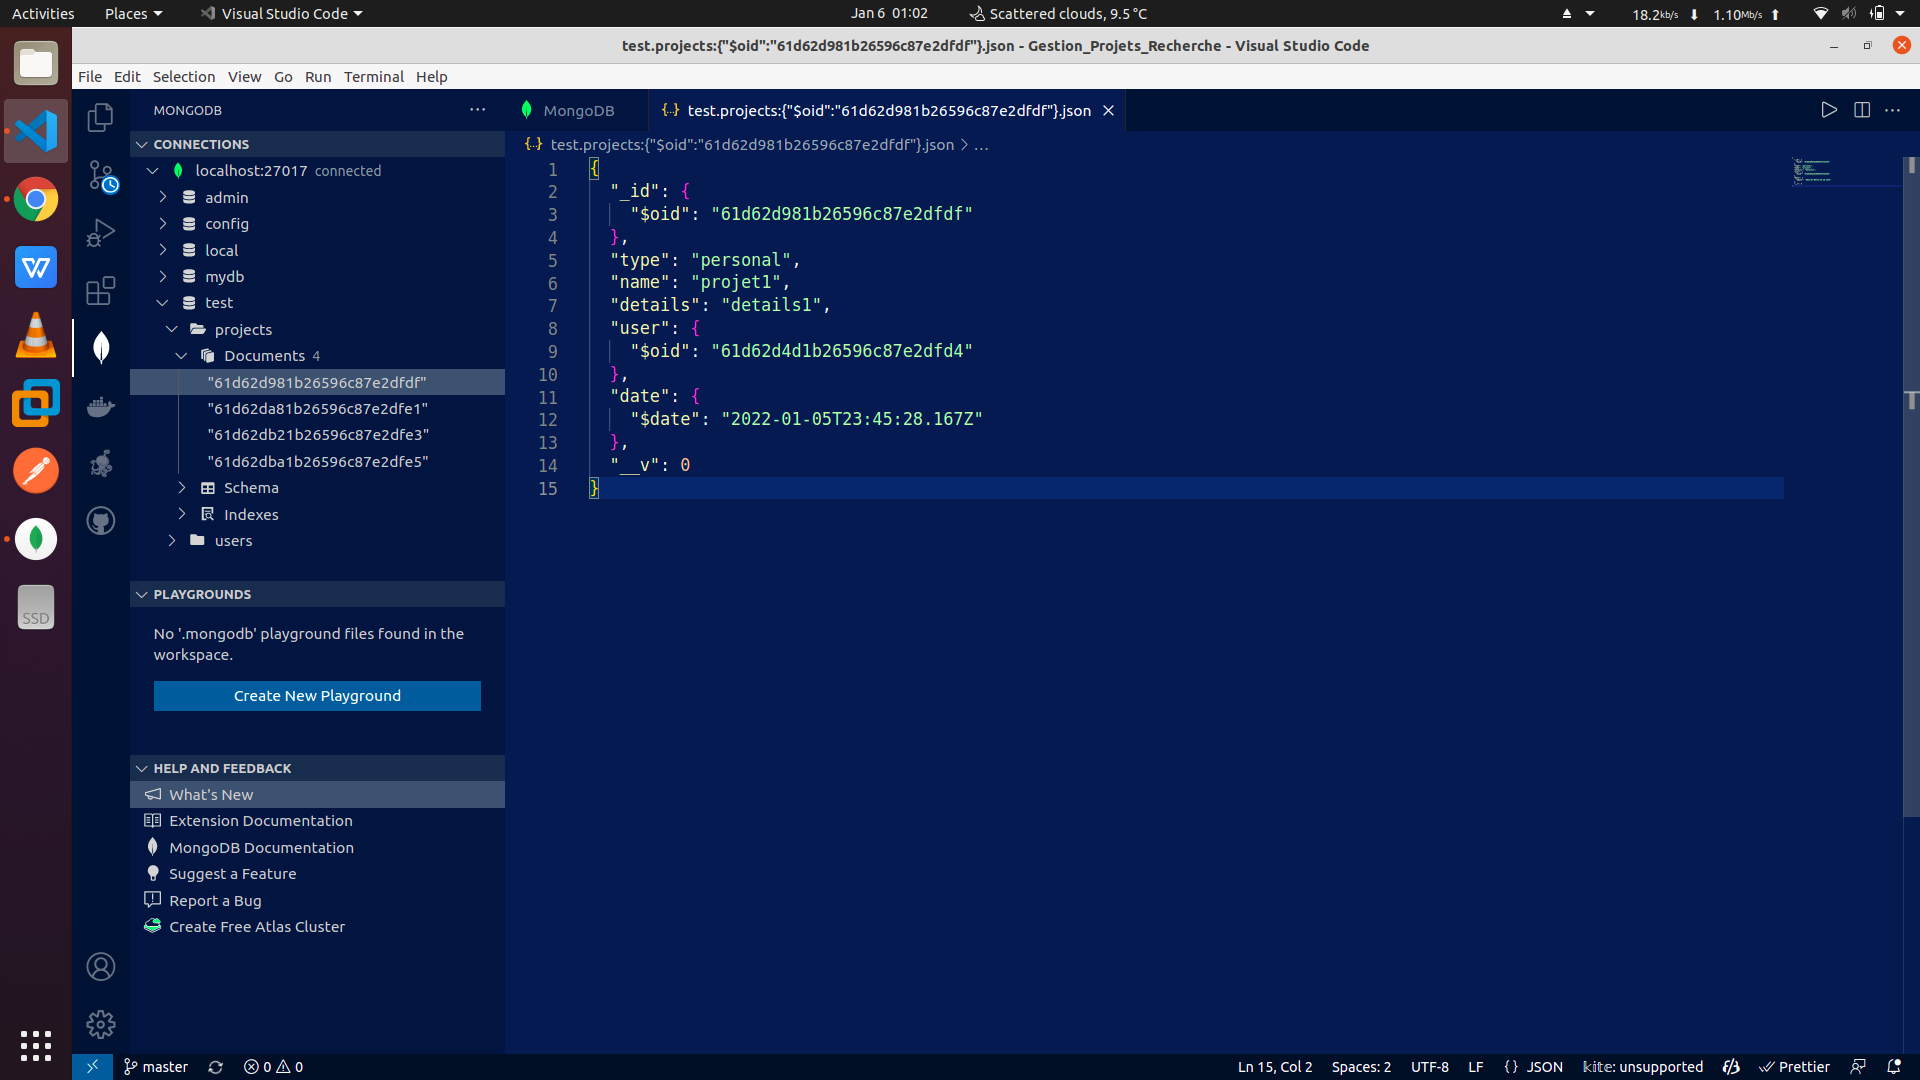 Activities Places Visual Studio Code Jan 6 01:02 Scattered clouds, 9.5 °C 18.2kb/s 1.10Mb/s
test.projects:{"$oid":"61d62d981b26596c87e2dfdf"}.json - Gestion_Projets_Recherche - Visual Studio Code
File Edit Selection View Go Run Terminal Help
MONGODB
MongoDB test.projects:{"$oid":"61d62d981b26596c87e2dfdf"}.json
CONNECTIONS
localhost:27017 connected
admin
config
local
mydb
test
projects
Documents 4
"61d62d981b26596c87e2dfdf"
"61d62da81b26596c87e2dfe1"
"61d62db21b26596c87e2dfe3"
"61d62dba1b26596c87e2dfe5"
Schema
Indexes
users
PLAYGROUNDS
No '.mongodb' playground files found in the
workspace.
Create New Playground
HELP AND FEEDBACK
What's New
Extension Documentation
MongoDB Documentation
Suggest a Feature
Report a Bug
Create Free Atlas Cluster
SSD
test.projects:{"$oid":"61d62d981b26596c87e2dfdf"}.json > ...
1 {
2 "_id": {
3 "$oid": "61d62d981b26596c87e2dfdf"
4 },
5 "type": "personal",
6 "name": "projet1",
7 "details": "details1",
8 "user": {
9 "$oid": "61d62d4d1b26596c87e2dfd4"
10 },
11 "date": {
12 "$date": "2022-01-05T23:45:28.167Z"
13 },
14 "__v": 0
15 }
master 0 0 Ln 15, Col 2 Spaces: 2 UTF-8 LF {} JSON kite: unsupported Prettier